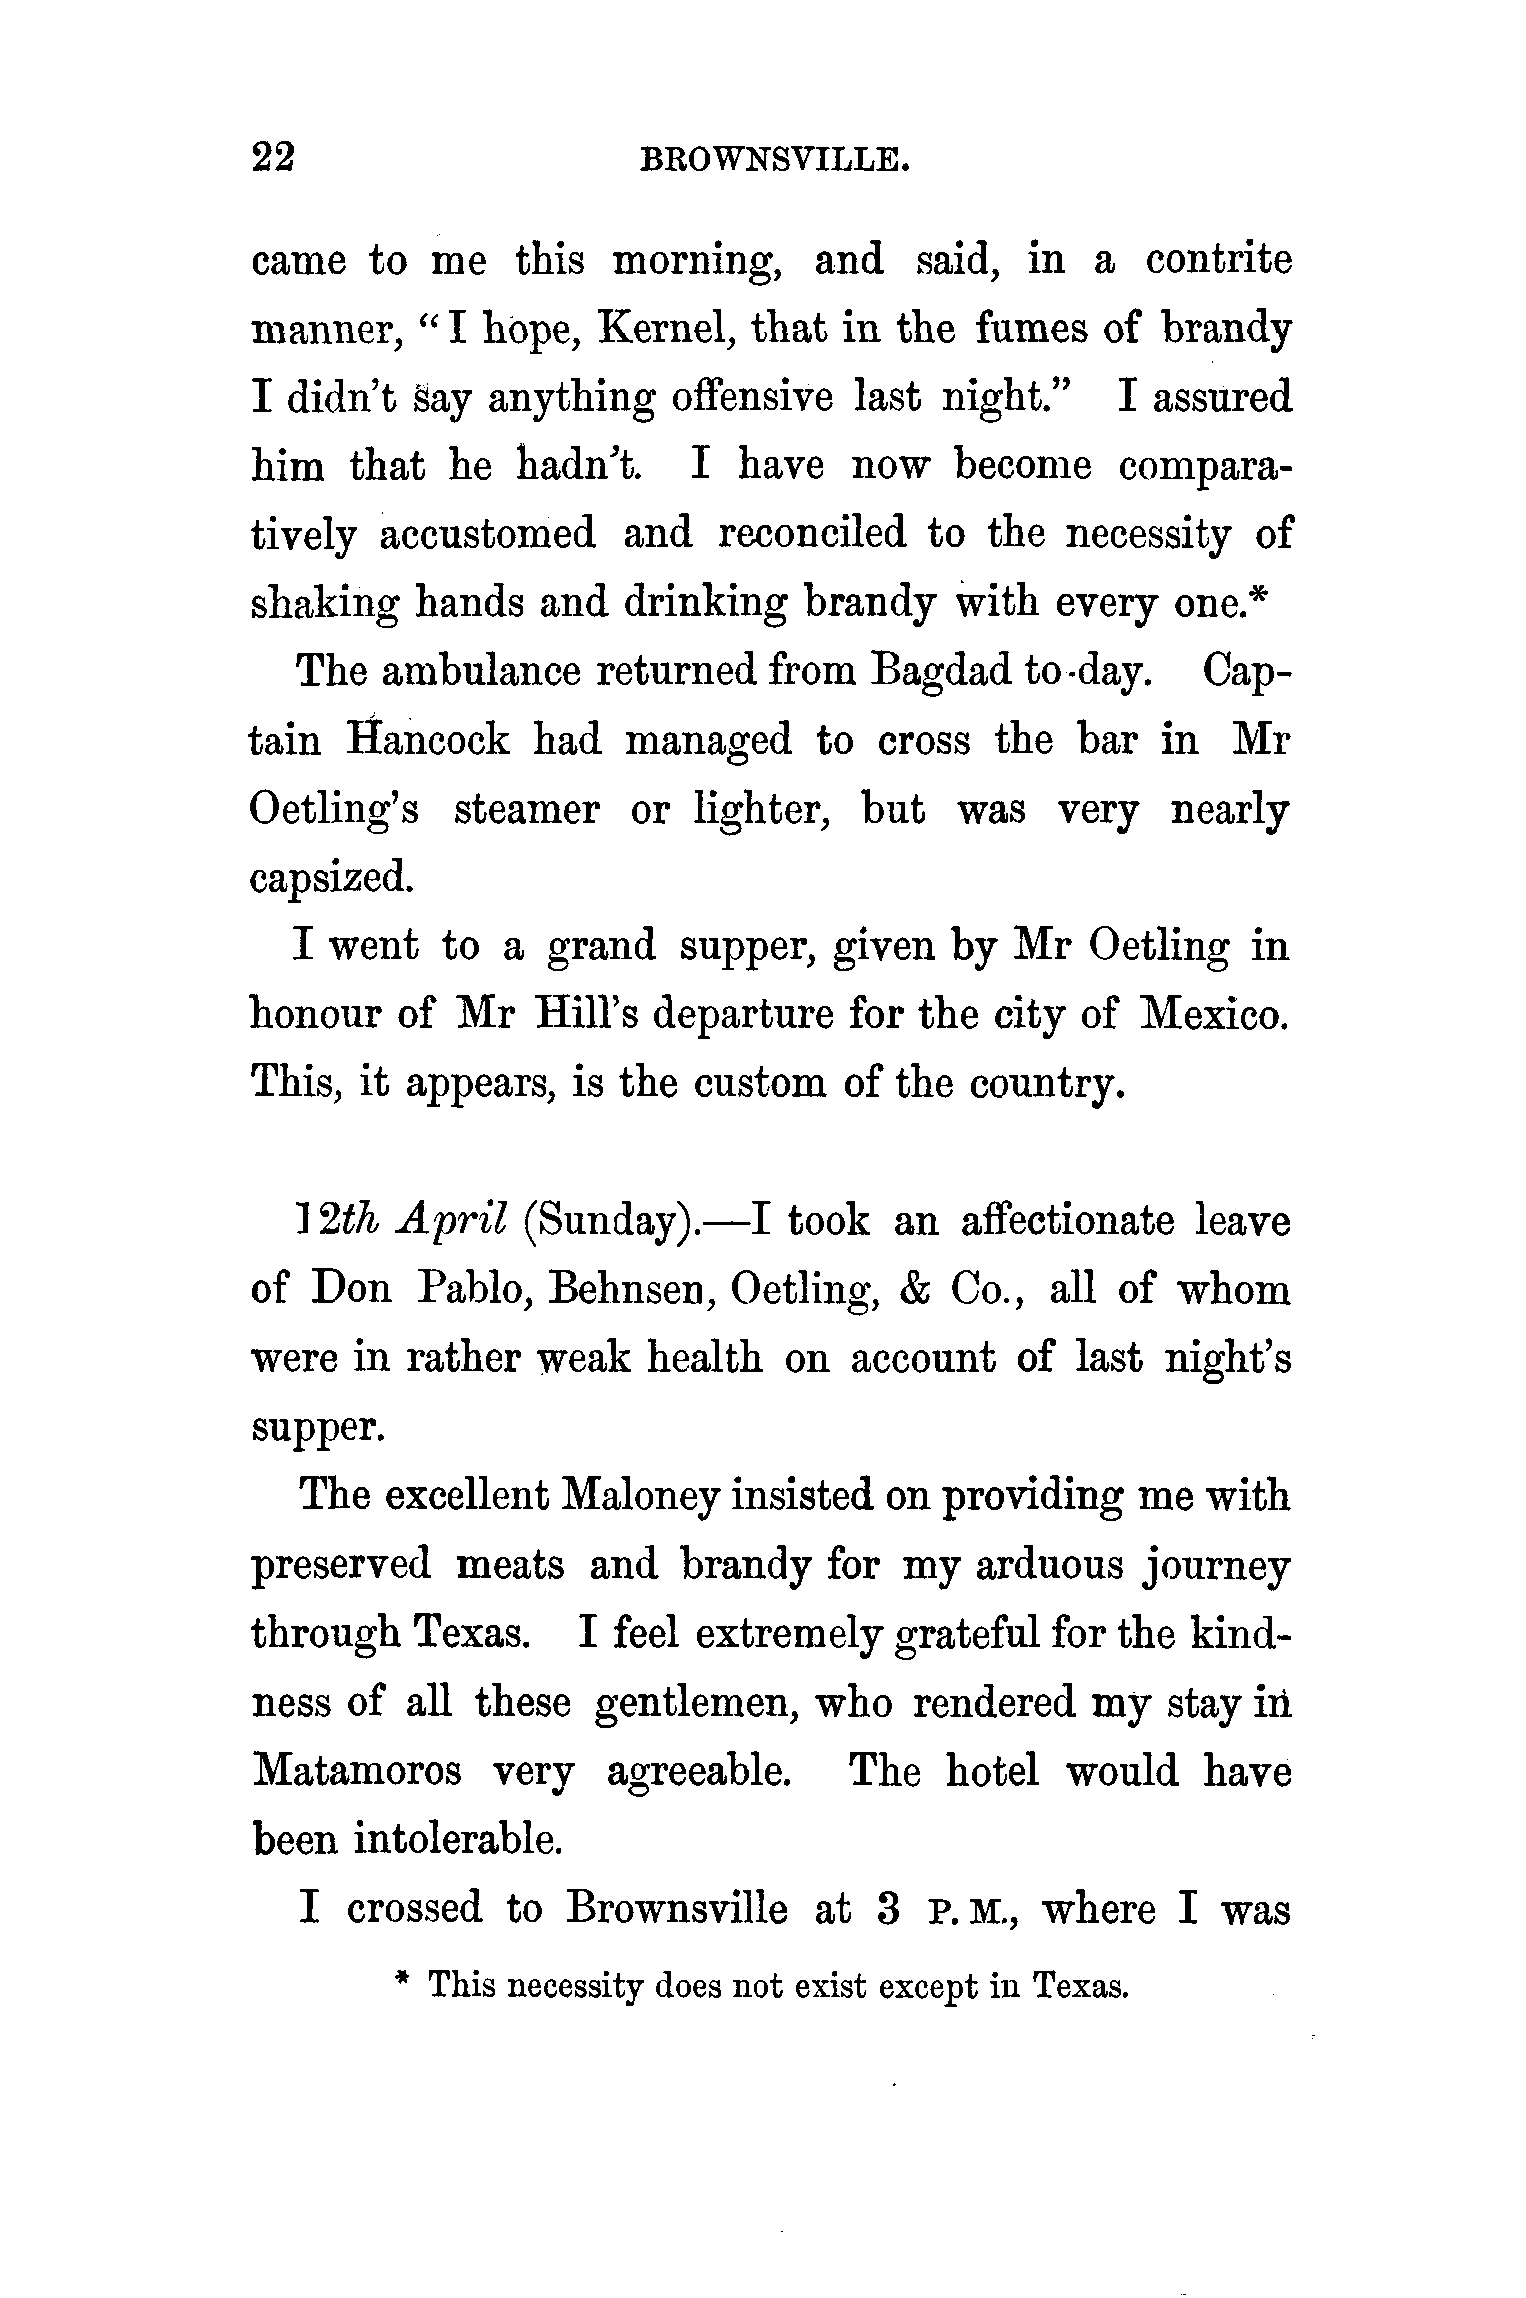 22 BROWNSVILLE.
came to me this morning, and said, in a contrite
manner, “I hope, Kernel, that in the fumes of brandy
I didn’t say anything offensive last night.” I assured
him that he hadn’t. I have now become compara-
tively accustomed and reconciled to the necessity of
shaking hands and drinking brandy with every one.*
The ambulance returned from Bagdad to-day. Cap-
tain Hancock had managed to cross the bar in Mr
Oetling’s steamer or lighter, but was very nearly
capsized.
I went to a grand supper, given by Mr Oetling in
honour of Mr Hill’s departure for the city of Mexico.
This, it appears, is the custom of the country.
12th April (Sunday).—I took an affectionate leave
of Don Pablo, Behnsen, Oetling, & Co., all of whom
were in rather weak health on account of last night’s
supper.
The excellent Maloney insisted on providing me with
preserved meats and brandy for my arduous journey
through Texas. I feel extremely grateful for the kind-
ness of all these gentlemen, who rendered my stay in
Matamoros very agreeable. The hotel would have
been intolerable.
I crossed to Brownsville at 3 P.M., where I was
* This necessity does not exist except in Texas.